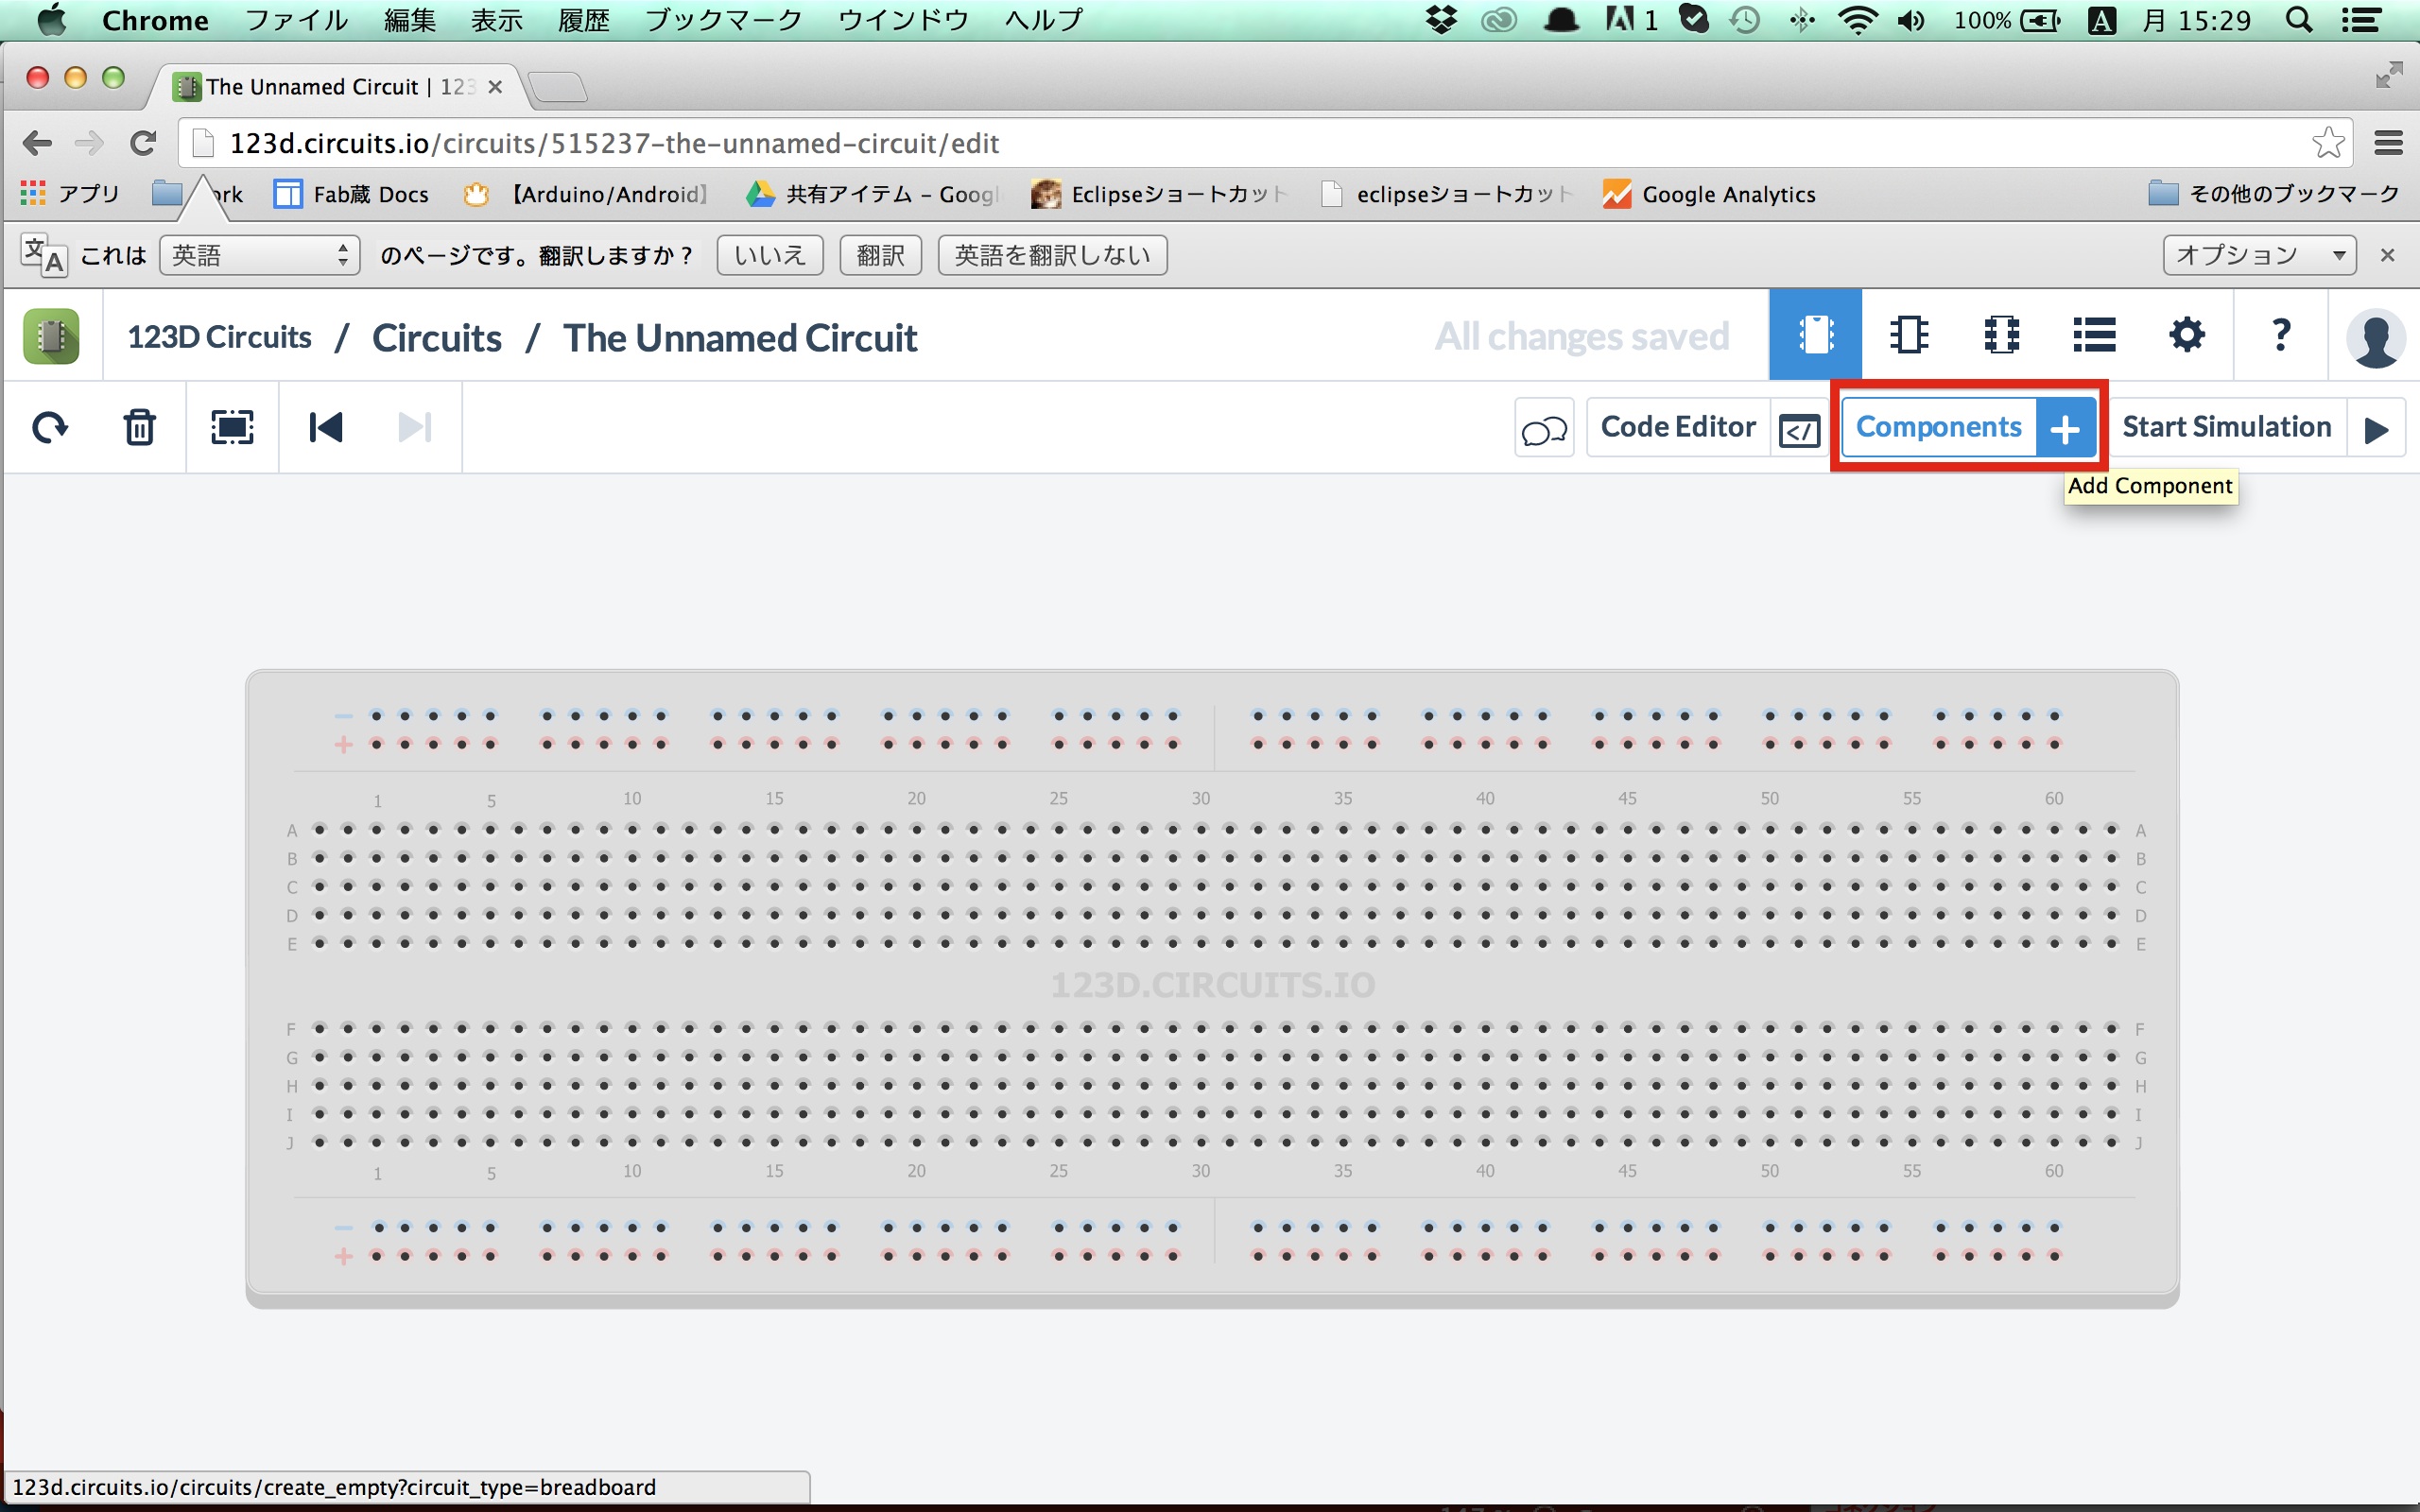 Chrome ファイル 編集 表示 履歴 ブックマーク ウインドウ ヘルプ 1 100% A 月 15:29
The Unnamed Circuit | 123
123d.circuits.io/circuits/515237-the-unnamed-circuit/edit
アプリ ork Fab蔵 Docs 【Arduino/Android】 共有アイテム – Googl Eclipseショートカット eclipseショートカット Google Analytics その他のブックマーク
文A これは 英語 のページです。翻訳しますか？ いいえ 翻訳 英語を翻訳しない オプション
123D Circuits / Circuits / The Unnamed Circuit All changes saved ?
Code Editor </> Components + Start Simulation
Add Component
−
+
1 5 10 15 20 25 30 35 40 45 50 55 60
A A
B B
C C
D D
E E
123D.CIRCUITS.IO
F F
G G
H H
I I
J J
1 5 10 15 20 25 30 35 40 45 50 55 60
−
+
123d.circuits.io/circuits/create_empty?circuit_type=breadboard